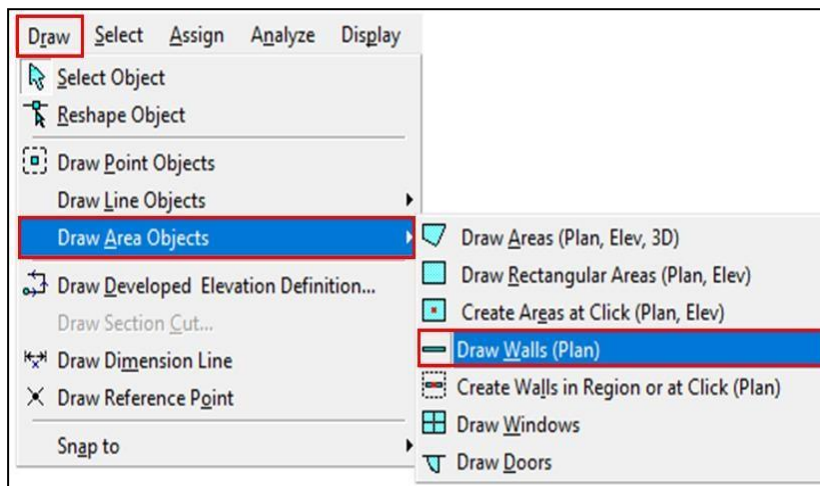 Draw Select Assign Analyze Display
Select Object
Reshape Object
Draw Point Objects
Draw Line Objects
Draw Area Objects
Draw Developed Elevation Definition...
Draw Section Cut...
Draw Dimension Line
Draw Reference Point
Snap to
Draw Areas (Plan, Elev, 3D)
Draw Rectangular Areas (Plan, Elev)
Create Areas at Click (Plan, Elev)
Draw Walls (Plan)
Create Walls in Region or at Click (Plan)
Draw Windows
Draw Doors